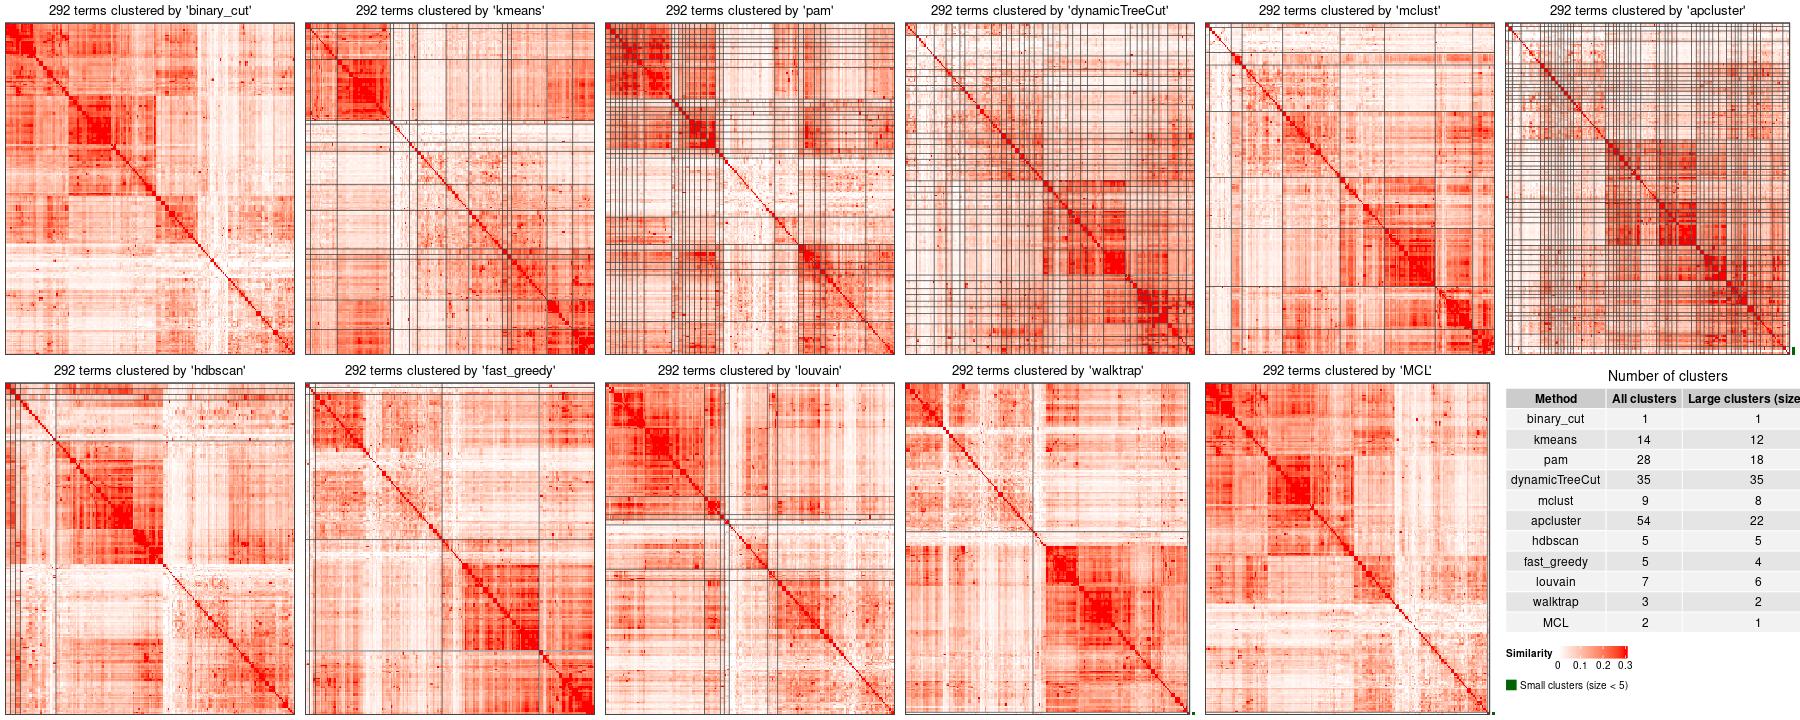 292 terms clustered by 'binary_cut'
292 terms clustered by 'kmeans'
292 terms clustered by 'pam'
292 terms clustered by 'dynamicTreeCut'
292 terms clustered by 'mclust'
292 terms clustered by 'apcluster'
292 terms clustered by 'hdbscan'
292 terms clustered by 'fast_greedy'
292 terms clustered by 'louvain'
292 terms clustered by 'walktrap'
292 terms clustered by 'MCL'
Number of clusters
Method All clusters Large clusters (size
binary_cut 1 1
kmeans 14 12
pam 28 18
dynamicTreeCut 35 35
mclust 9 8
apcluster 54 22
hdbscan 5 5
fast_greedy 5 4
louvain 7 6
walktrap 3 2
MCL 2 1
Similarity
0 0.1 0.2 0.3
Small clusters (size < 5)